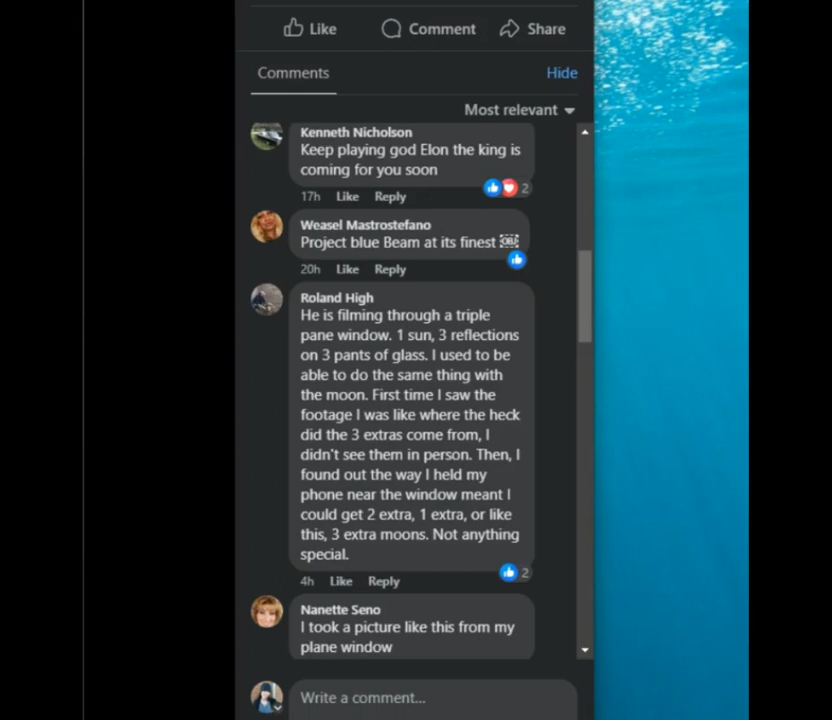 Like Comment Share
Comments Hide
Most relevant
Kenneth Nicholson
Keep playing god Elon the king is
coming for you soon
2
17h Like Reply
Weasel Mastrostefano
Project blue Beam at its finest OBJ
20h Like Reply
Roland High
He is filming through a triple
pane window. 1 sun, 3 reflections
on 3 pants of glass. I used to be
able to do the same thing with
the moon. First time I saw the
footage I was like where the heck
did the 3 extras come from, I
didn't see them in person. Then, I
found out the way I held my
phone near the window meant I
could get 2 extra, 1 extra, or like
this, 3 extra moons. Not anything
special.
2
4h Like Reply
Nanette Seno
I took a picture like this from my
plane window
Write a comment...